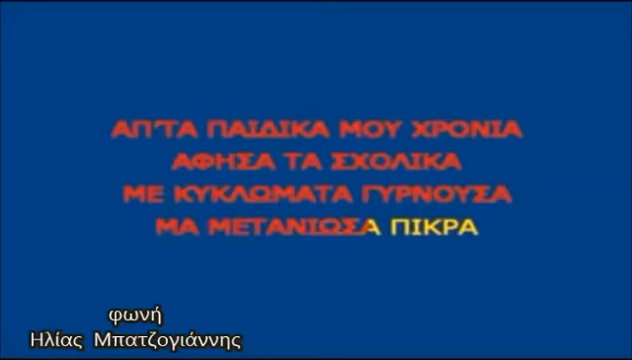 ΑΠ'ΤΑ ΠΑΙΔΙΚΑ ΜΟΥ ΧΡΟΝΙΑ
ΑΦΗΣΑ ΤΑ ΣΧΟΛΙΚΑ
ΜΕ ΚΥΚΛΩΜΑΤΑ ΓΥΡΝΟΥΣΑ
ΜΑ ΜΕΤΑΝΙΩΣΑ ΠΙΚΡΑ
φωνή
Ηλίας Μπατζογιάννης